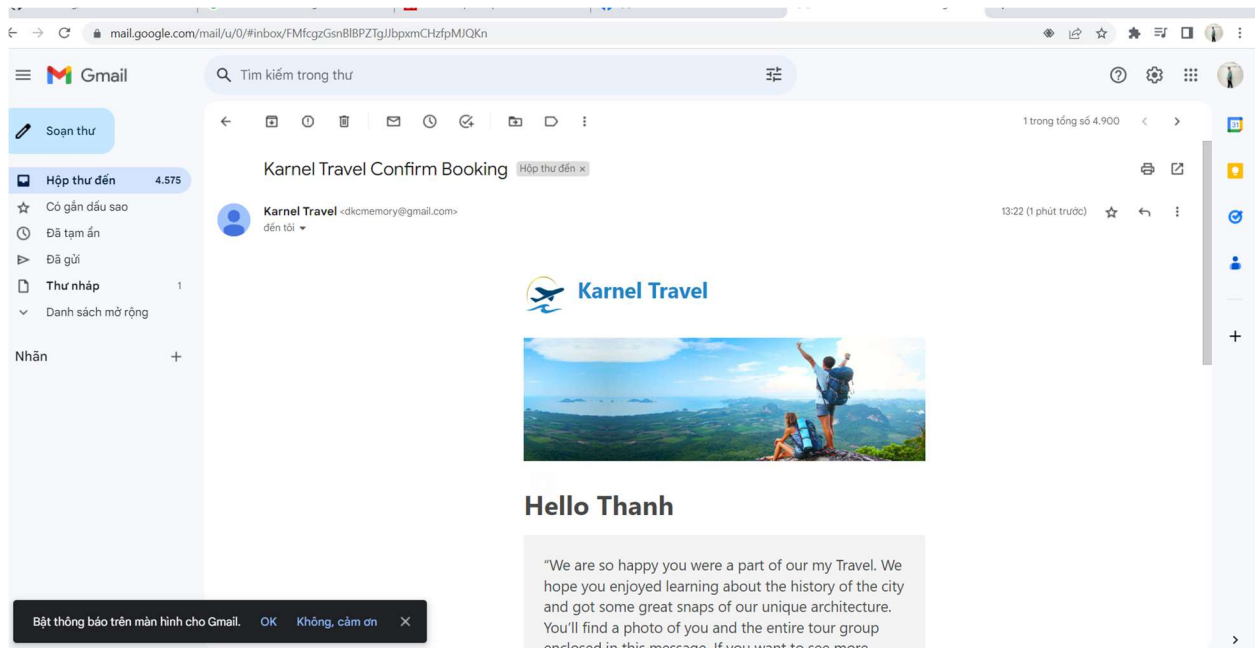 mail.google.com/mail/u/0/#inbox/FMfcgzGsnBlBPZTgJJbpxmCHzfpMJQKn
Gmail
Tìm kiếm trong thư
Soạn thư
1 trong tổng số 4.900
31
Karnel Travel Confirm Booking Hộp thư đến ×
Hộp thư đến 4.575
Có gắn dấu sao
Đã tạm ẩn
Đã gửi
Thư nháp 1
Danh sách mở rộng
Nhãn
Karnel Travel <dkcmemory@gmail.com>
13:22 (1 phút trước)
đến tôi
Karnel Travel
Hello Thanh
"We are so happy you were a part of our my Travel. We
hope you enjoyed learning about the history of the city
and got some great snaps of our unique architecture.
You'll find a photo of you and the entire tour group
enclosed in this message. If you want to see more
Bật thông báo trên màn hình cho Gmail. OK Không, cảm ơn